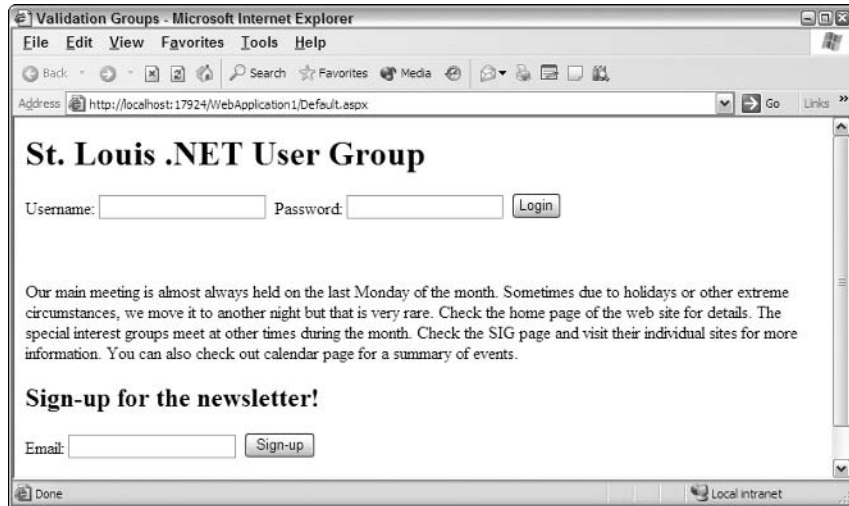 Validation Groups - Microsoft Internet Explorer
File Edit View Favorites Tools Help
Back Search Favorites Media
Address http://localhost:17924/WebApplication1/Default.aspx Go Links »
St. Louis .NET User Group
Username: Password: Login
Our main meeting is almost always held on the last Monday of the month. Sometimes due to holidays or other extreme
circumstances, we move it to another night but that is very rare. Check the home page of the web site for details. The
special interest groups meet at other times during the month. Check the SIG page and visit their individual sites for more
information. You can also check out calendar page for a summary of events.
Sign-up for the newsletter!
Email: Sign-up
Done Local intranet